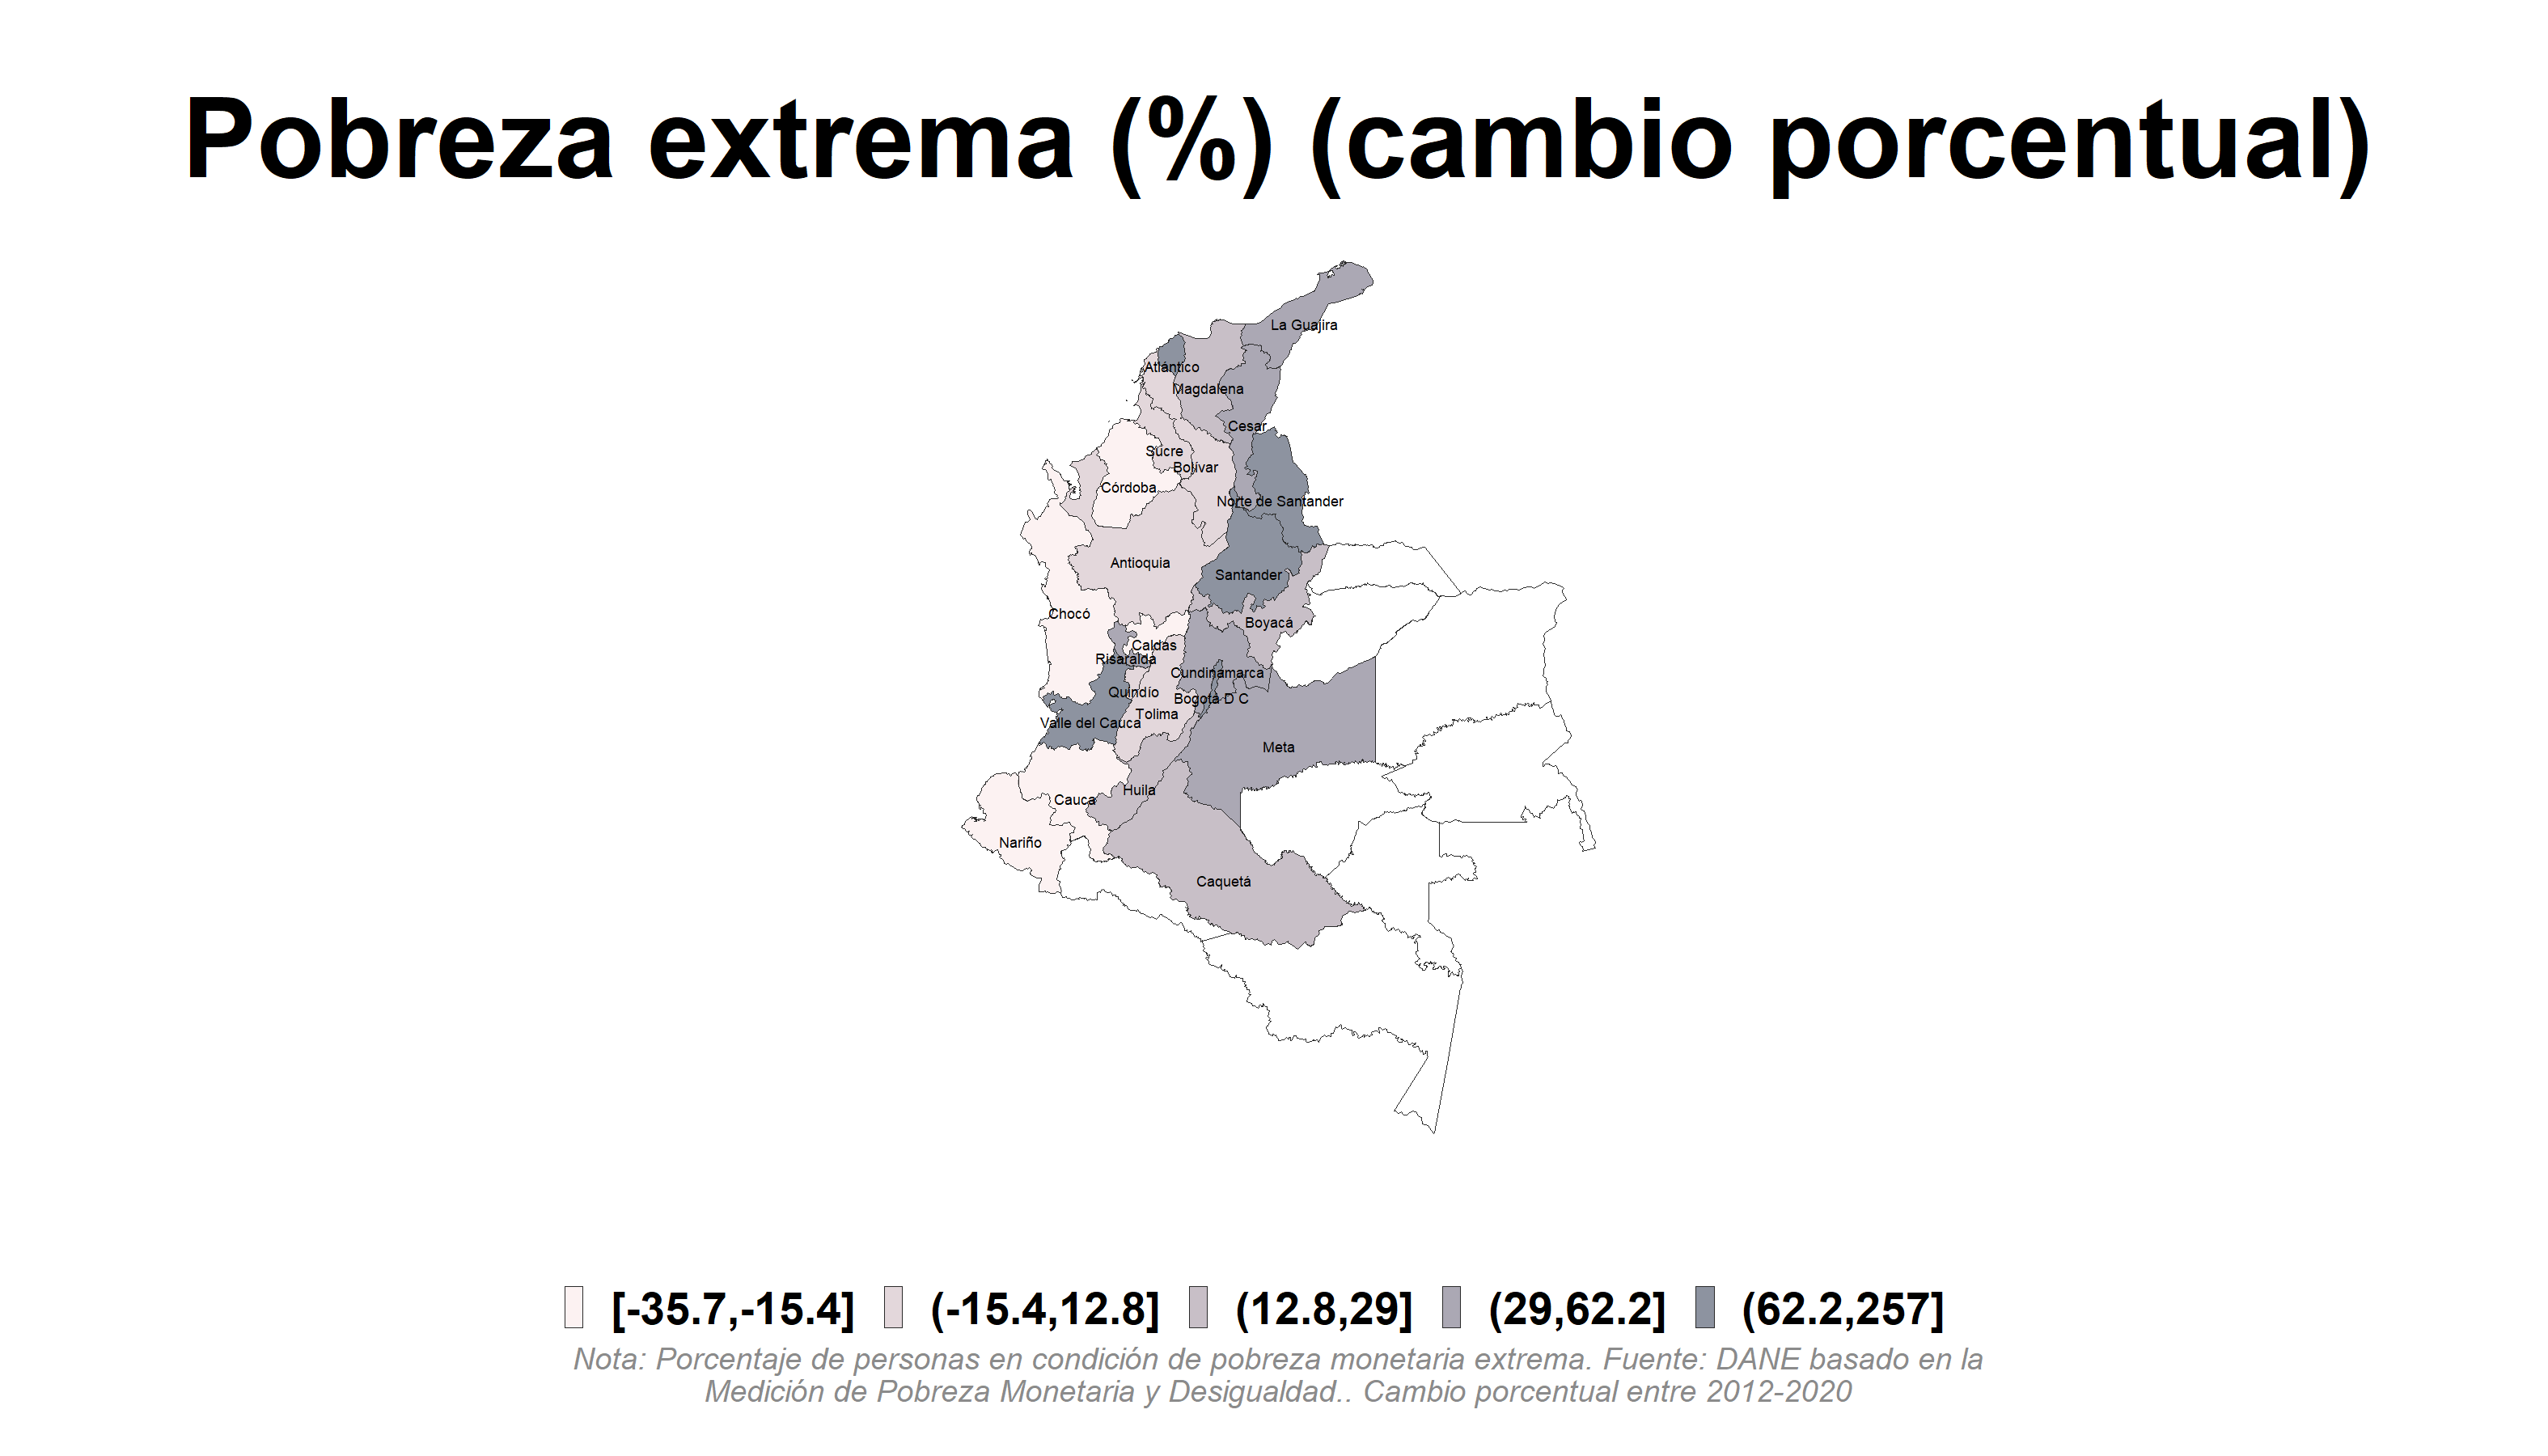 Pobreza extrema (%) (cambio porcentual)
La Guajira
Atlántico
Magdalena
Cesar
Sucre
Bolívar
Córdoba
Norte de Santander
Antioquia
Santander
Chocó
Boyacá
Caldas
Risaralda
Cundinamarca
Quindío
Bogotá D C
Tolima
Valle del Cauca
Meta
Huila
Cauca
Nariño
Caquetá
[-35.7,-15.4] (-15.4,12.8] (12.8,29] (29,62.2] (62.2,257]
Nota: Porcentaje de personas en condición de pobreza monetaria extrema. Fuente: DANE basado en la
Medición de Pobreza Monetaria y Desigualdad.. Cambio porcentual entre 2012-2020